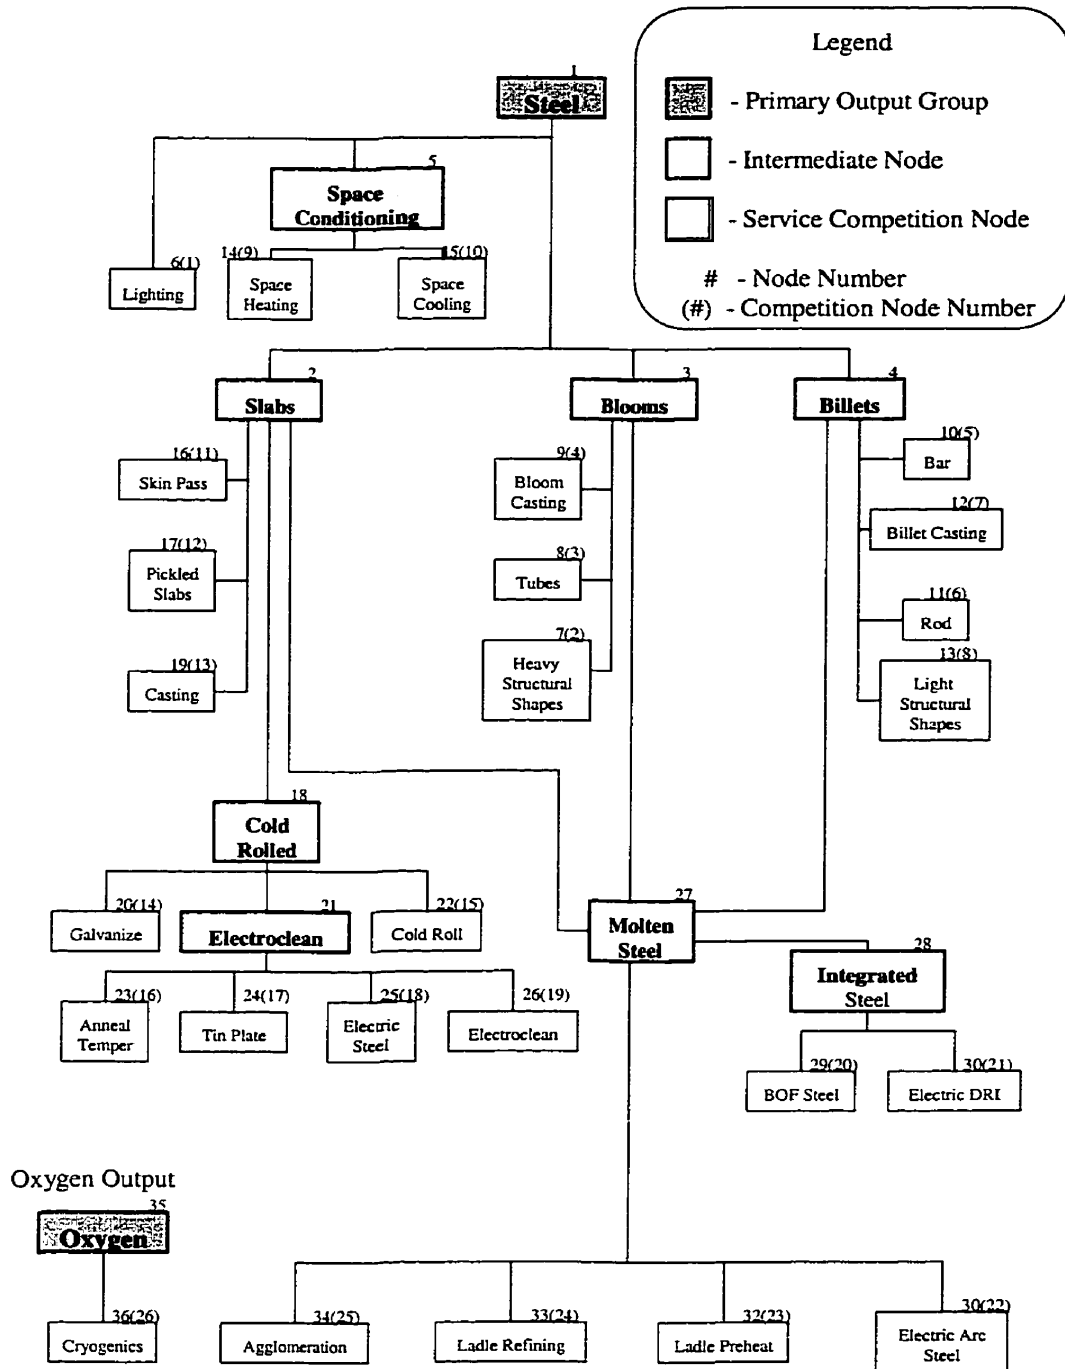 Legend
- Primary Output Group
- Intermediate Node
- Service Competition Node
# - Node Number
(#) - Competition Node Number
1
Steel
5
Space
Conditioning
6(1)
Lighting
14(9)
Space
Heating
15(10)
Space
Cooling
2
Slabs
3
Blooms
4
Billets
16(11)
Skin Pass
17(12)
Pickled
Slabs
19(13)
Casting
9(4)
Bloom
Casting
8(3)
Tubes
7(2)
Heavy
Structural
Shapes
10(5)
Bar
12(7)
Billet Casting
11(6)
Rod
13(8)
Light
Structural
Shapes
18
Cold
Rolled
20(14)
Galvanize
21
Electroclean
22(15)
Cold Roll
23(16)
Anneal
Temper
24(17)
Tin Plate
25(18)
Electric
Steel
26(19)
Electroclean
27
Molten
Steel
28
Integrated
Steel
29(20)
BOF Steel
30(21)
Electric DRI
Oxygen Output
35
Oxygen
36(26)
Cryogenics
34(25)
Agglomeration
33(24)
Ladle Refining
32(23)
Ladle Preheat
30(22)
Electric Arc
Steel